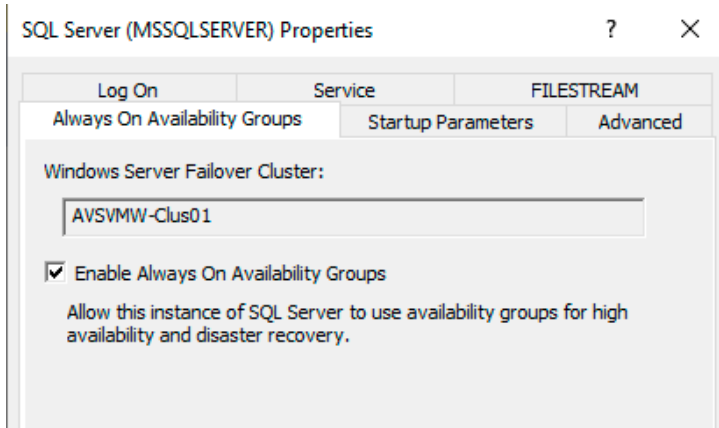 SQL Server (MSSQLSERVER) Properties ? ×
Log On Service FILESTREAM
Always On Availability Groups Startup Parameters Advanced
Windows Server Failover Cluster:
AVSVMW-Clus01
Enable Always On Availability Groups
Allow this instance of SQL Server to use availability groups for high
availability and disaster recovery.